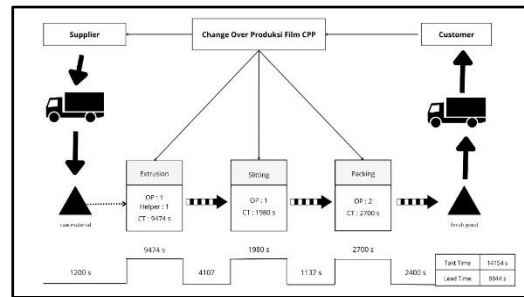 Supplier
Change Over Produksi Film CPP
Customer
Extrusion
OP : 1
Helper : 1
CT : 9474 s
Slitting
OP : 1
CT : 1980 s
Packing
OP : 2
CT : 2700 s
raw material
finish good
9474 s
1980 s
2700 s
1200 s
4107
1137 s
2400 s
Takt Time 14154 s
Lead Time 8844 s